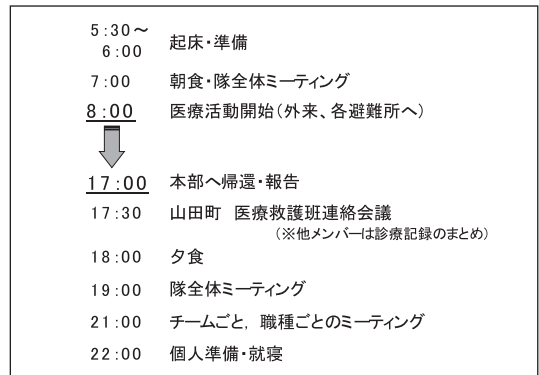 5:30～
6:00 起床・準備
7:00 朝食・隊全体ミーティング
8:00 医療活動開始（外来、各避難所へ）
17:00 本部へ帰還・報告
17:30 山田町 医療救護班連絡会議
（※他メンバーは診療記録のまとめ）
18:00 夕食
19:00 隊全体ミーティング
21:00 チームごと，職種ごとのミーティング
22:00 個人準備・就寝